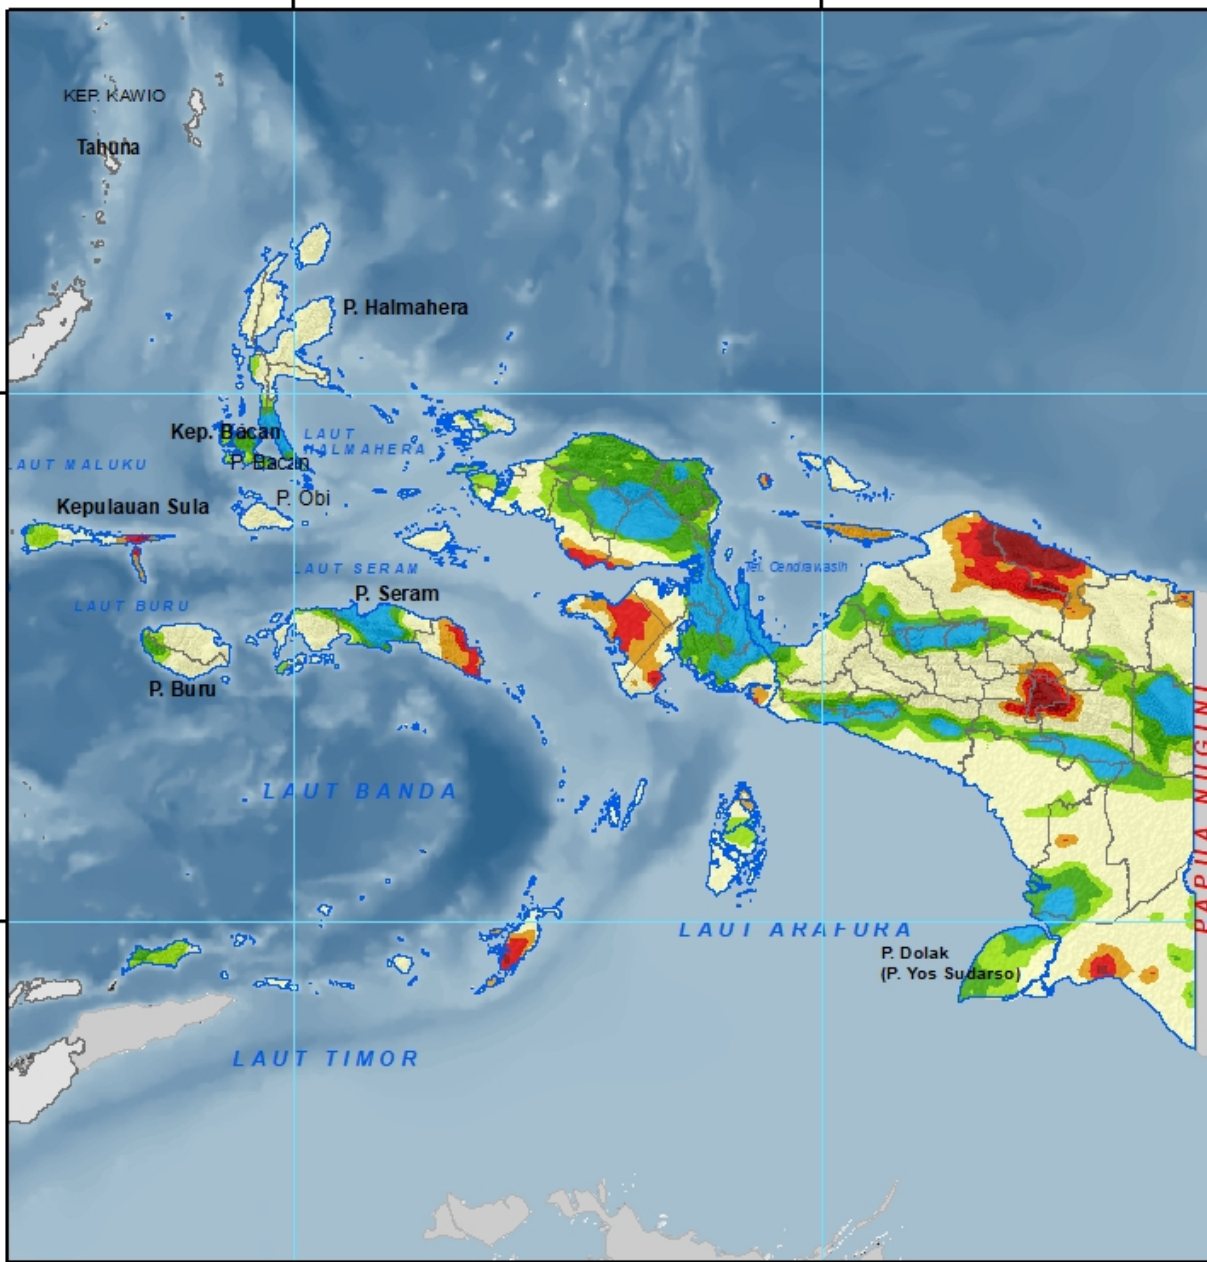 KEP. KAWIO
Tahuna
P. Halmahera
Kep. Bacan
LAUT
HALMAHERA
LAUT MALUKU
P. Bacan
P. Obi
Kepulauan Sula
LAUT SERAM
Tel. Cendrawasih
P. Seram
LAUT BURU
P. Buru
PAPUA NUGINI
LAUT BANDA
LAUT ARAFURA
P. Dolak
(P. Yos Sudarso)
LAUT TIMOR